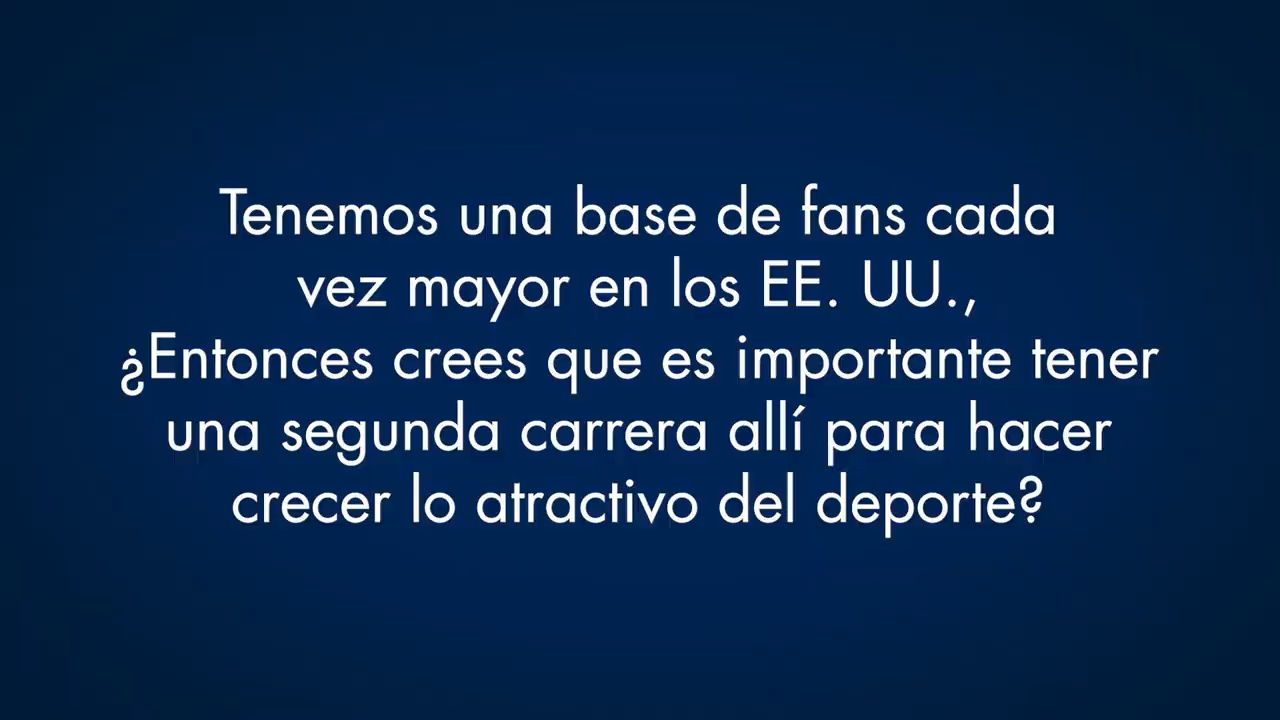 Tenemos una base de fans cada
vez mayor en los EE. UU.,
¿Entonces crees que es importante tener
una segunda carrera allí para hacer
crecer lo atractivo del deporte?